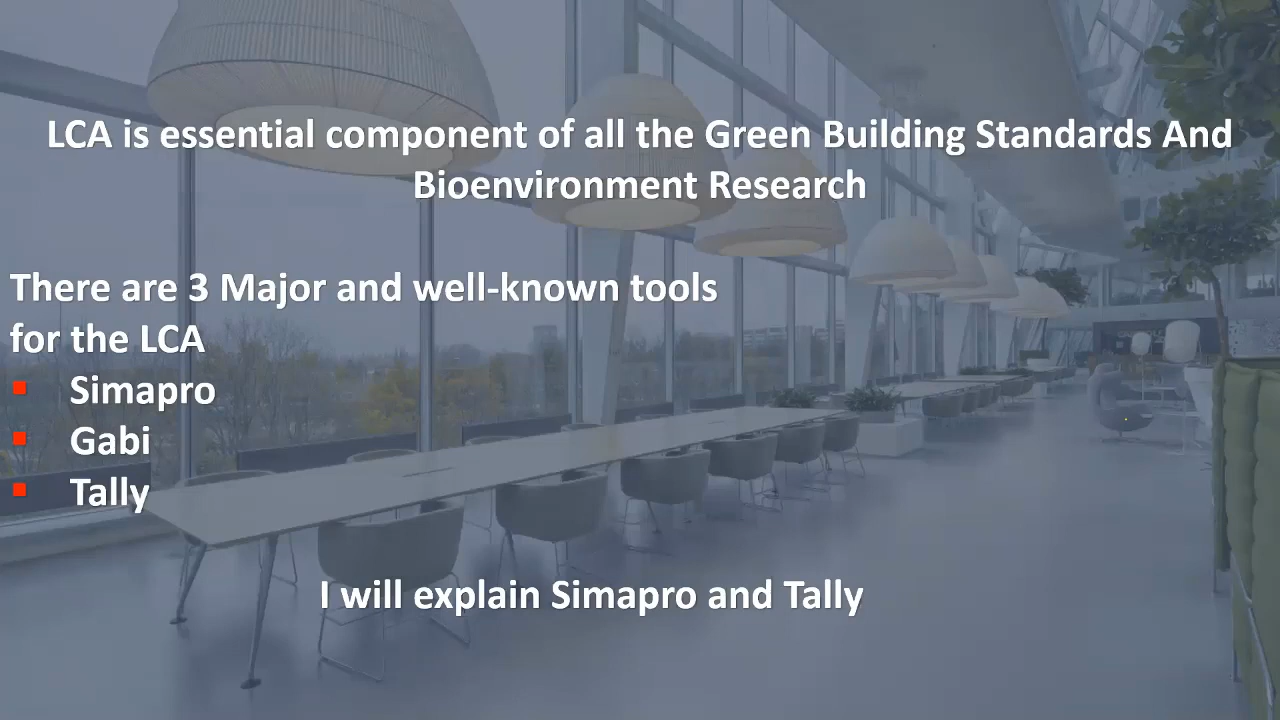 LCA is essential component of all the Green Building Standards And
Bioenvironment Research
There are 3 Major and well-known tools
for the LCA
▪ Simapro
▪ Gabi
▪ Tally
I will explain Simapro and Tally